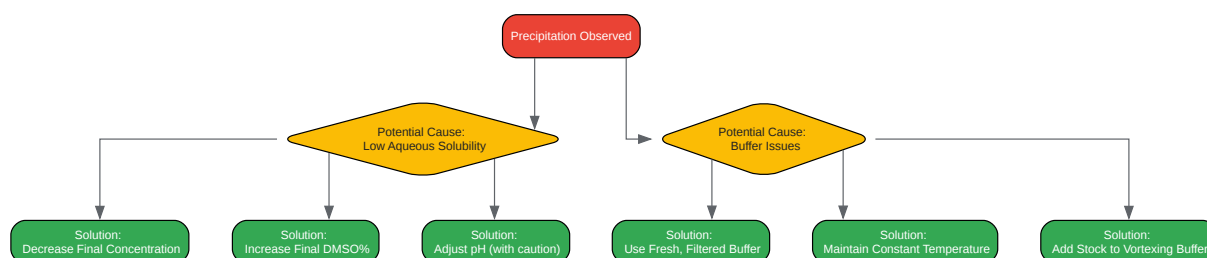 Precipitation Observed
Potential Cause:
Low Aqueous Solubility
Potential Cause:
Buffer Issues
Solution:
Decrease Final Concentration
Solution:
Increase Final DMSO%
Solution:
Adjust pH (with caution)
Solution:
Use Fresh, Filtered Buffer
Solution:
Maintain Constant Temperature
Solution:
Add Stock to Vortexing Buffer